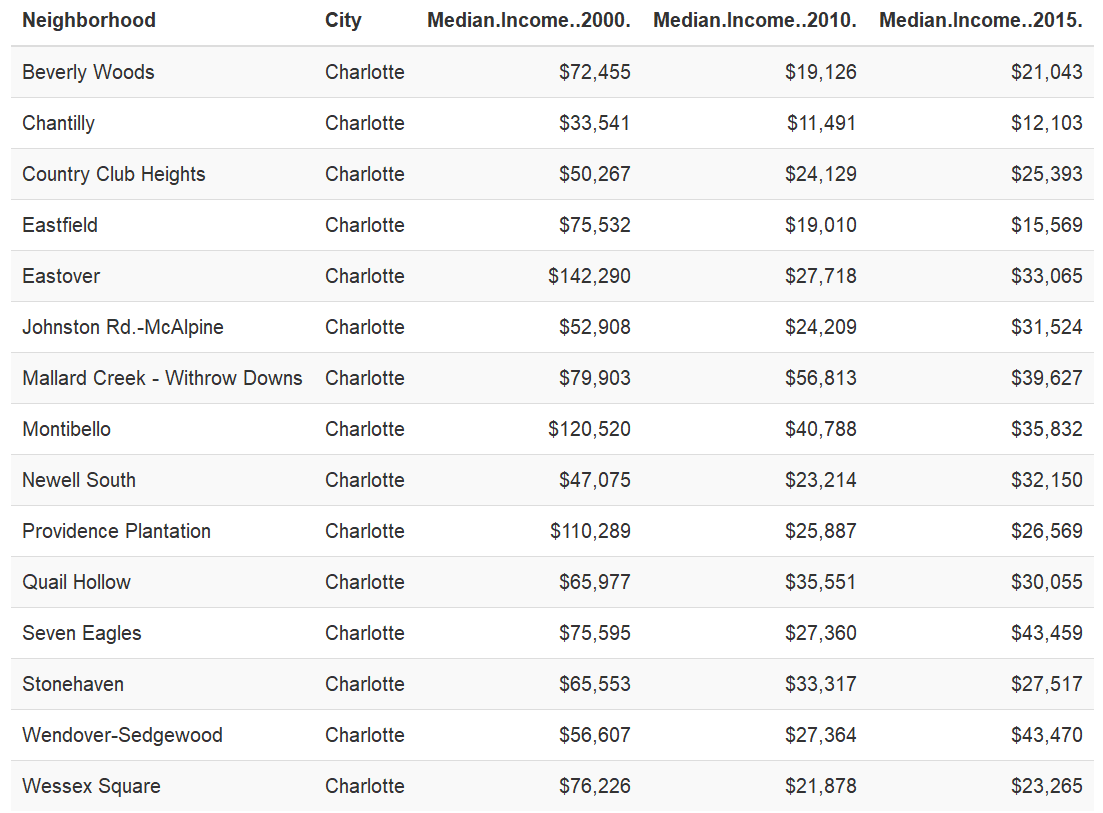 Neighborhood City Median.Income..2000. Median.Income..2010. Median.Income..2015.
Beverly Woods Charlotte $72,455 $19,126 $21,043
Chantilly Charlotte $33,541 $11,491 $12,103
Country Club Heights Charlotte $50,267 $24,129 $25,393
Eastfield Charlotte $75,532 $19,010 $15,569
Eastover Charlotte $142,290 $27,718 $33,065
Johnston Rd.-McAlpine Charlotte $52,908 $24,209 $31,524
Mallard Creek - Withrow Downs Charlotte $79,903 $56,813 $39,627
Montibello Charlotte $120,520 $40,788 $35,832
Newell South Charlotte $47,075 $23,214 $32,150
Providence Plantation Charlotte $110,289 $25,887 $26,569
Quail Hollow Charlotte $65,977 $35,551 $30,055
Seven Eagles Charlotte $75,595 $27,360 $43,459
Stonehaven Charlotte $65,553 $33,317 $27,517
Wendover-Sedgewood Charlotte $56,607 $27,364 $43,470
Wessex Square Charlotte $76,226 $21,878 $23,265